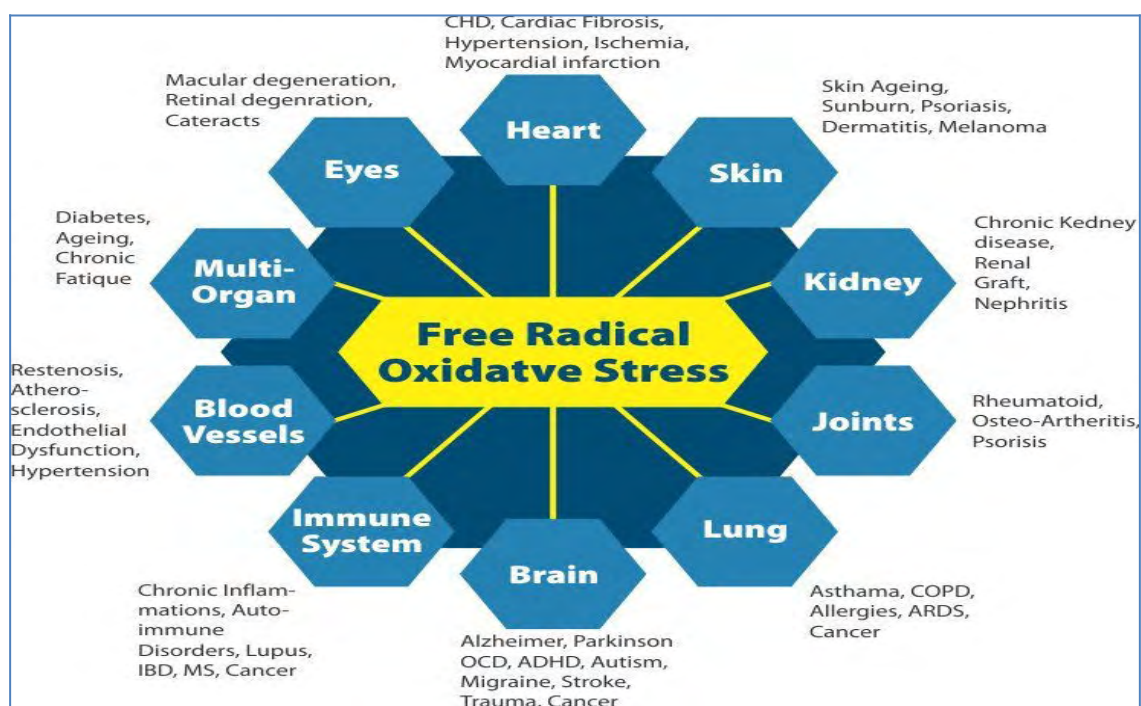 CHD, Cardiac Fibrosis,
Hypertension, Ischemia,
Myocardial infarction
Heart
Macular degeneration,
Retinal degenration,
Cateracts
Eyes
Skin Ageing,
Sunburn, Psoriasis,
Dermatitis, Melanoma
Skin
Diabetes,
Ageing,
Chronic
Fatique
Multi-
Organ
Chronic Kedney
disease,
Renal
Graft,
Nephritis
Kidney
Free Radical
Oxidatve Stress
Restenosis,
Athero-
sclerosis,
Endothelial
Dysfunction,
Hypertension
Blood
Vessels
Rheumatoid,
Osteo-Artheritis,
Psorisis
Joints
Immune
System
Chronic Inflam-
mations, Auto-
immune
Disorders, Lupus,
IBD, MS, Cancer
Brain
Alzheimer, Parkinson
OCD, ADHD, Autism,
Migraine, Stroke,
Trauma, Cancer
Lung
Asthama, COPD,
Allergies, ARDS,
Cancer